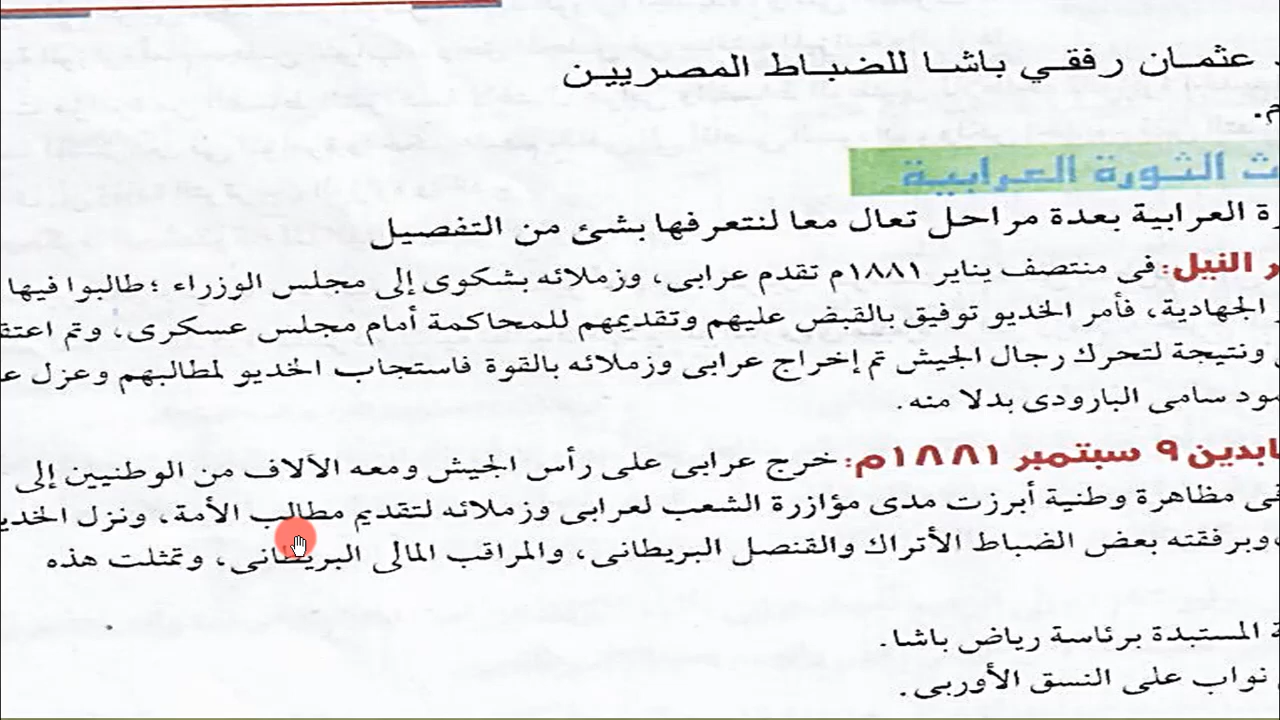 عثمان رفقي باشا للضباط المصريين
الثورة العرابية
العرابية بعدة مراحل تعال معا لنتعرفها بشئ من التفصيل
النيل: فى منتصف يناير ١٨٨١م تقدم عرابى، وزملائه بشكوى إلى مجلس الوزراء ؛ طالبوا فيها
الجهادية، فأمر الخديو توفيق بالقبض عليهم وتقديمهم للمحاكمة أمام مجلس عسكرى، وتم
ونتيجة لتحرك رجال الجيش تم إخراج عرابى وزملائه بالقوة فاستجاب الخديو لمطالبهم وعزل
سامى البارودى بدلا منه.
٩ سبتمبر ١٨٨١م: خرج عرابى على رأس الجيش ومعه الآلاف من الوطنيين إلى
فى مظاهرة وطنية أبرزت مدى مؤازرة الشعب لعرابى وزملائه لتقديم مطالب الأمة، ونزل
وبرفقته بعض الضباط الأتراك والقنصل البريطانى، والمراقب المالى البريطانى، وتمثلت هذه
المستبدة برئاسة رياض باشا.
نواب على النسق الأوربى.